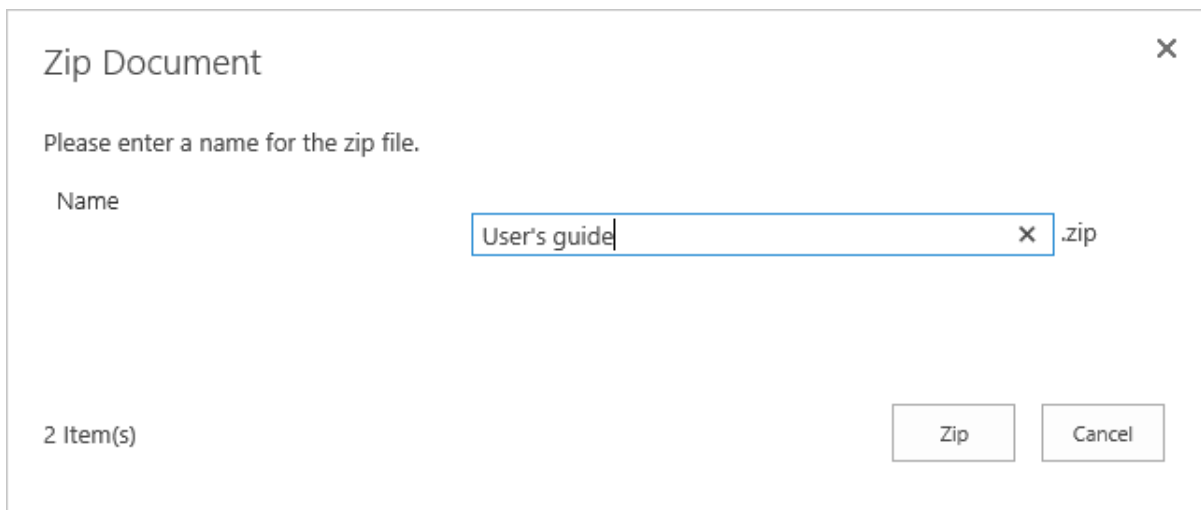 Zip Document
Please enter a name for the zip file.
Name
User's guide .zip
2 Item(s) Zip Cancel